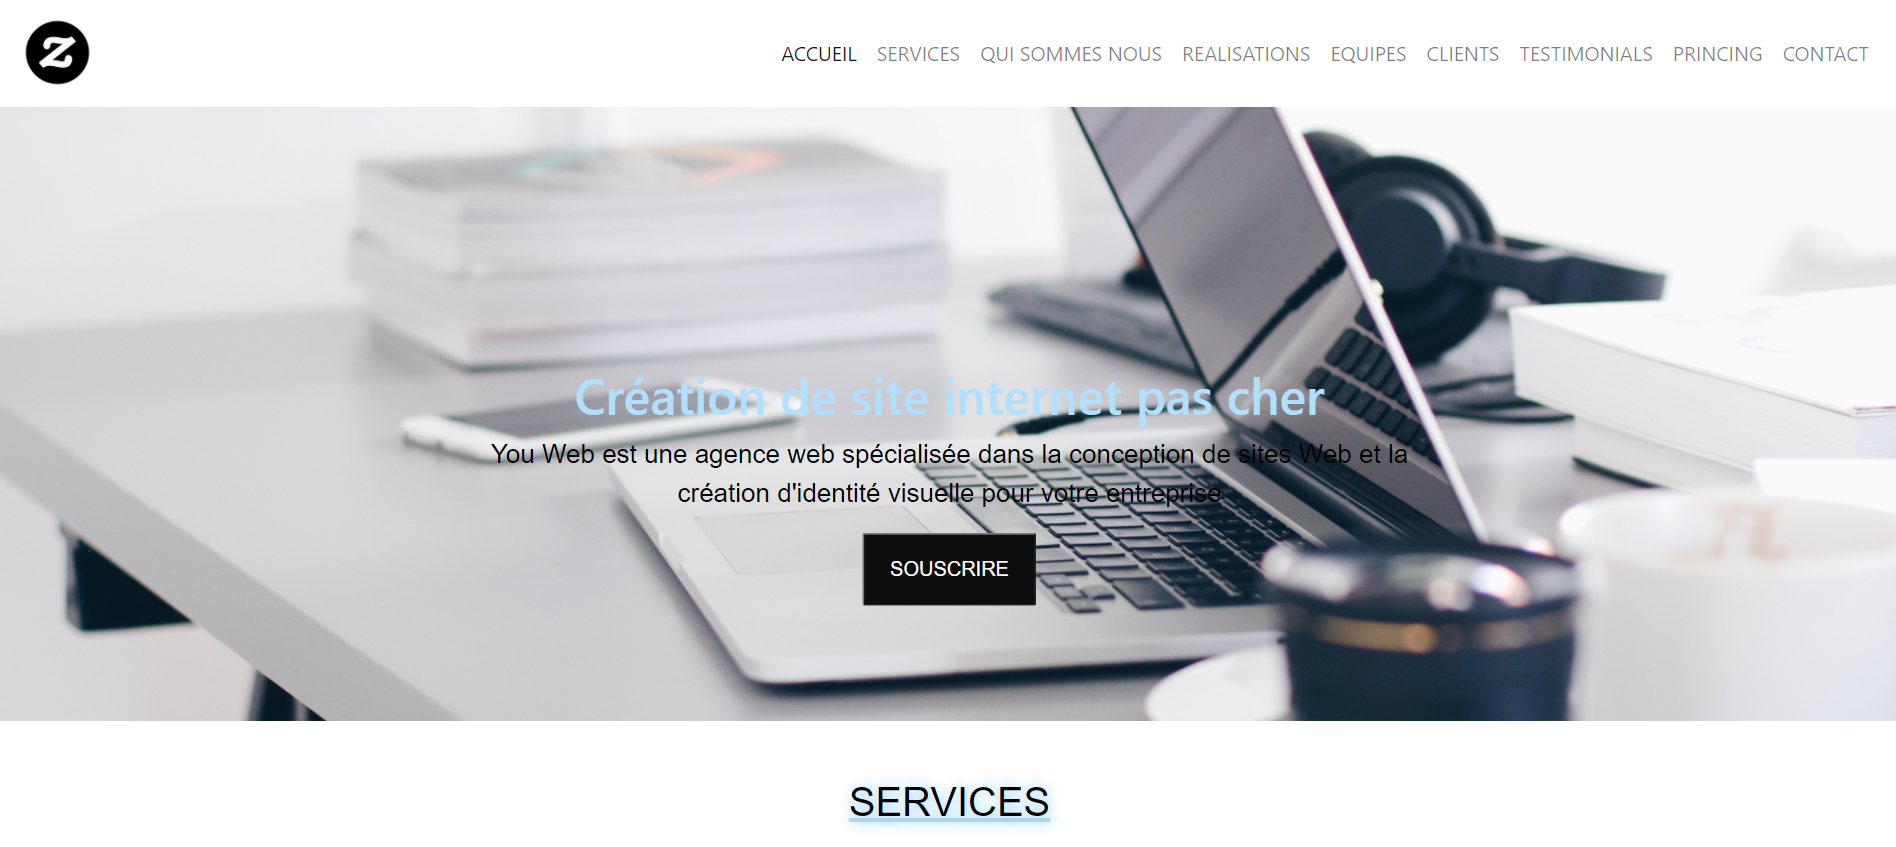 Z
ACCUEIL SERVICES QUI SOMMES NOUS REALISATIONS EQUIPES CLIENTS TESTIMONIALS PRINCING CONTACT
Création de site internet pas cher
You Web est une agence web spécialisée dans la conception de sites Web et la
création d'identité visuelle pour votre entreprise
SOUSCRIRE
SERVICES